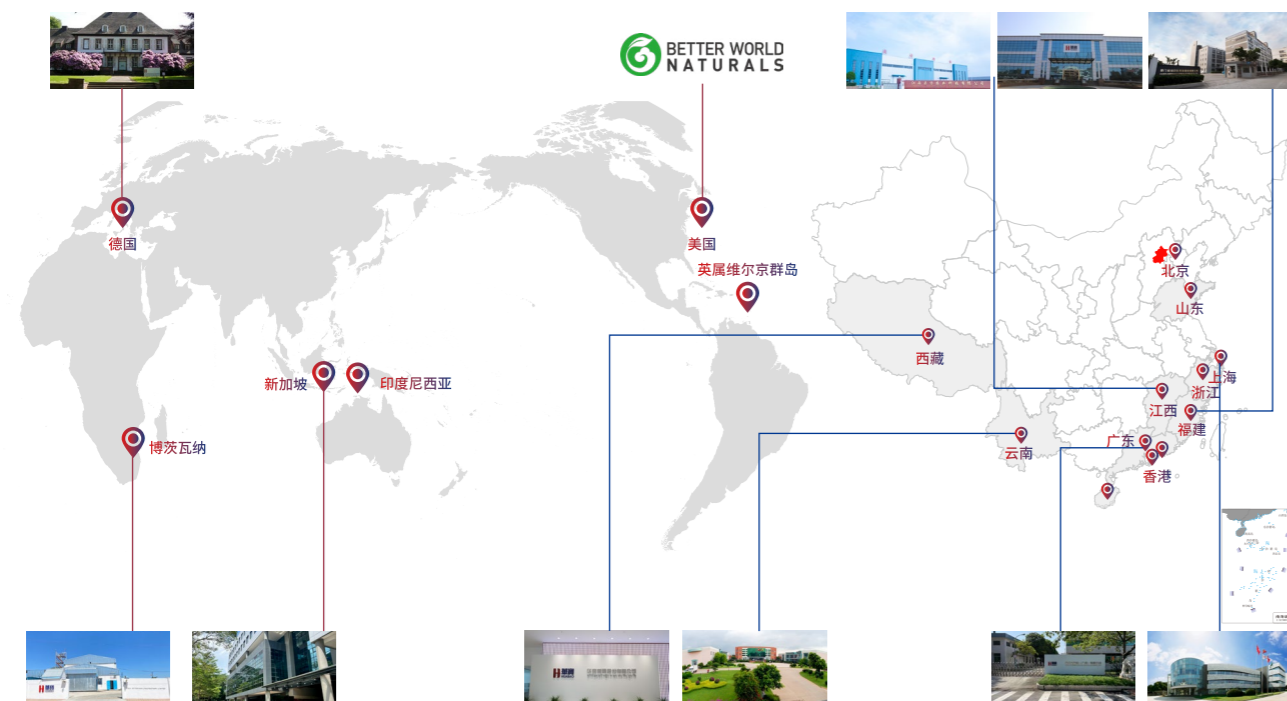 BETTER WORLD
NATURALS
德国
美国
英属维尔京群岛
新加坡
印度尼西亚
博茨瓦纳
北京
山东
西藏
上海
浙江
江西
福建
广东
云南
香港